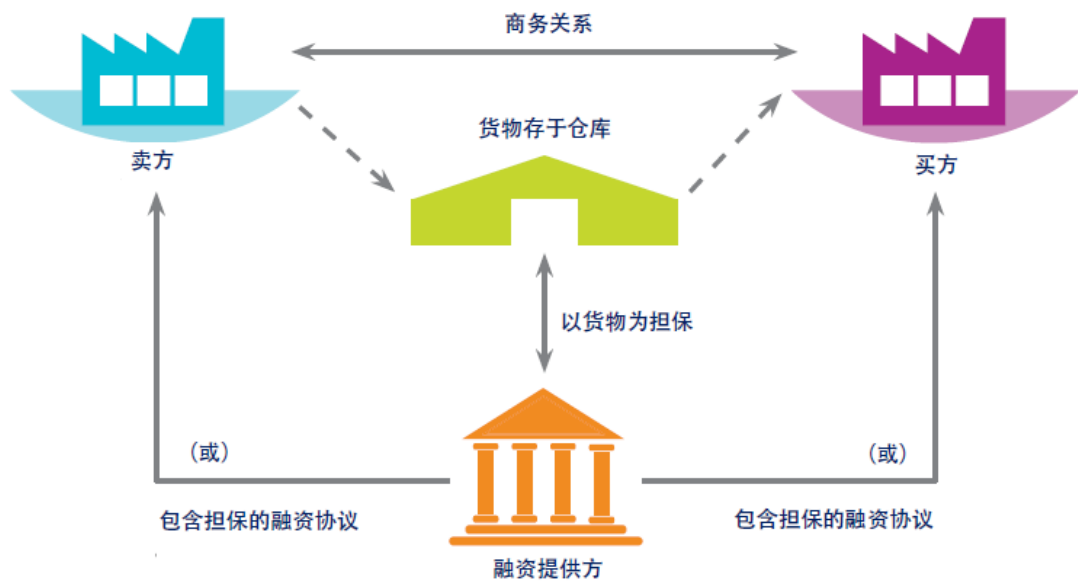 商务关系
货物存于仓库
卖方
买方
以货物为担保
（或）
（或）
包含担保的融资协议
包含担保的融资协议
融资提供方